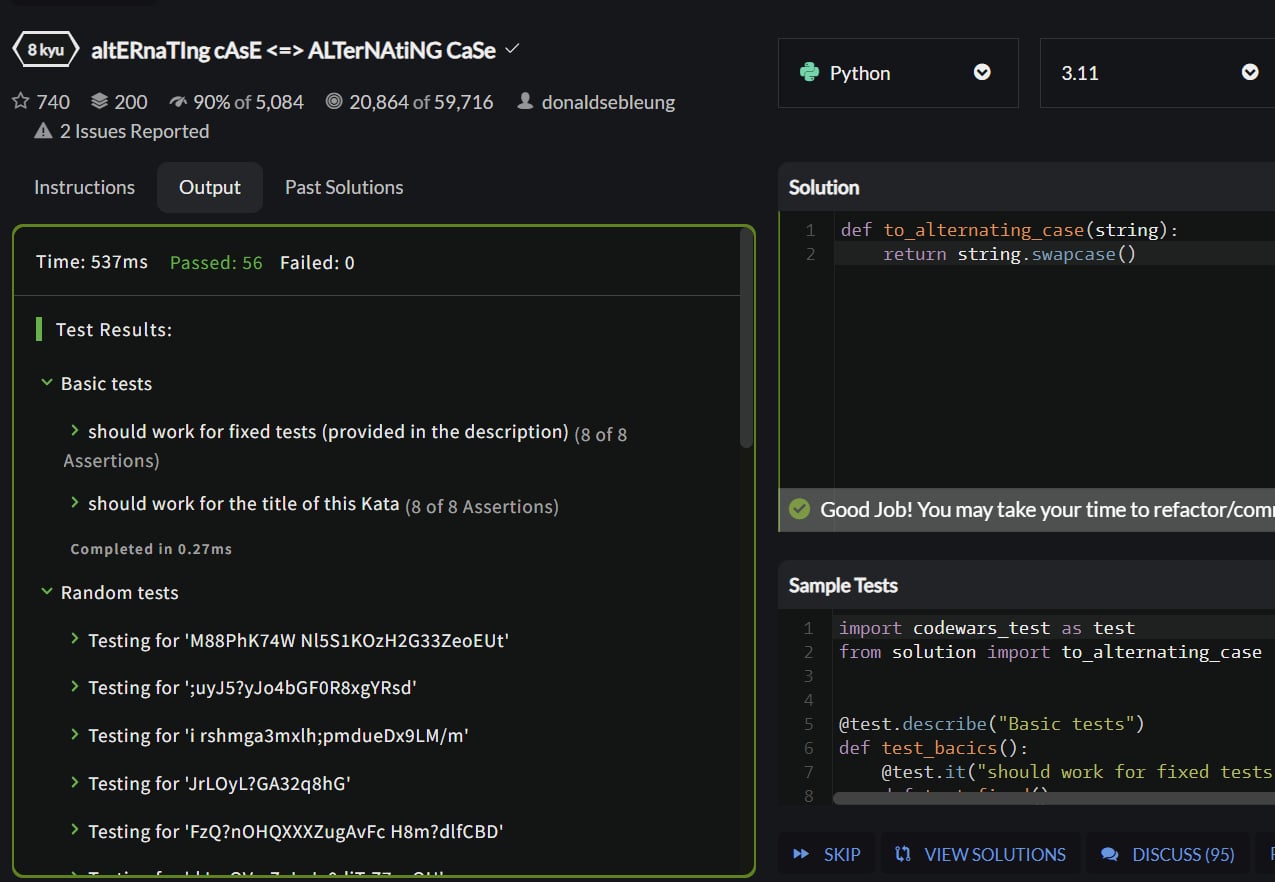 8 kyu altERnaTIng cAsE <=> ALTerNAtiNG CaSe
740 200 90% of 5,084 20,864 of 59,716 donaldsebleung
2 Issues Reported
Instructions Output Past Solutions
Time: 537ms Passed: 56 Failed: 0
Test Results:
Basic tests
should work for fixed tests (provided in the description) (8 of 8
Assertions)
should work for the title of this Kata (8 of 8 Assertions)
Completed in 0.27ms
Random tests
Testing for 'M88PhK74W Nl5S1KOzH2G33ZeoEUt'
Testing for ';uyJ5?yJo4bGF0R8xgYRsd'
Testing for 'i rshmga3mxlh;pmdueDx9LM/m'
Testing for 'JrLOyL?GA32q8hG'
Testing for 'FzQ?nOHQXXXZugAvFc H8m?dlfCBD'
Python 3.11
Solution
1 def to_alternating_case(string):
2 return string.swapcase()
Good Job! You may take your time to refactor/comm
Sample Tests
1 import codewars_test as test
2 from solution import to_alternating_case
3
4
5 @test.describe("Basic tests")
6 def test_bacics():
7 @test.it("should work for fixed tests
8
SKIP VIEW SOLUTIONS DISCUSS (95)